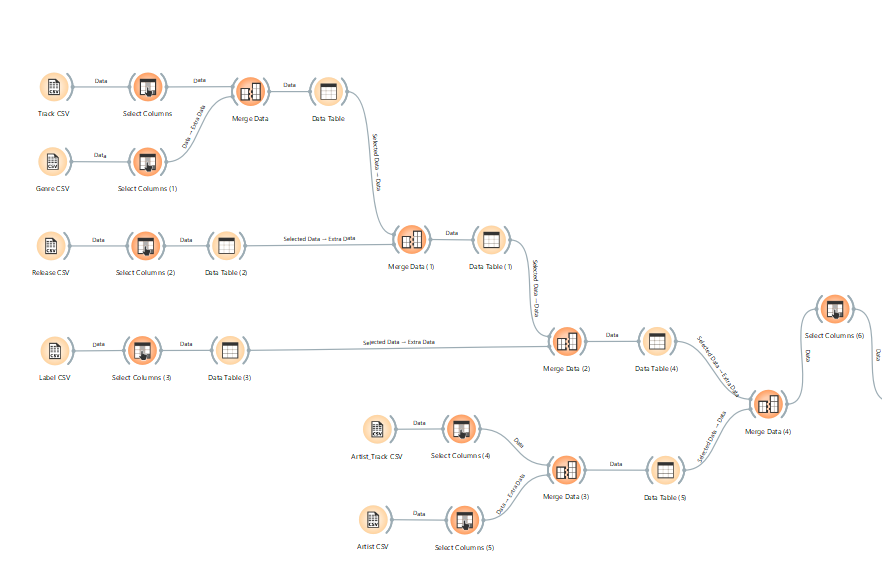 Data
Data
Data
Track CSV
Select Columns
Data → Extra Data
Merge Data
Data Table
Data
Genre CSV
Select Columns (1)
Selected Data → Data
Data
Data
Selected Data → Extra Data
Data
Release CSV
Select Columns (2)
Data Table (2)
Merge Data (1)
Data Table (1)
Selected Data → Data
Select Columns (6)
Data
Data
Data
Data
Selected Data → Extra Data
Data
Selected Data → Extra Data
Label CSV
Select Columns (3)
Data Table (3)
Merge Data (2)
Data Table (4)
Merge Data (4)
Data
Data
Selected Data → Data
Artist_Track CSV
Select Columns (4)
Data
Data → Extra Data
Merge Data (3)
Data Table (5)
Data
Artist CSV
Select Columns (5)